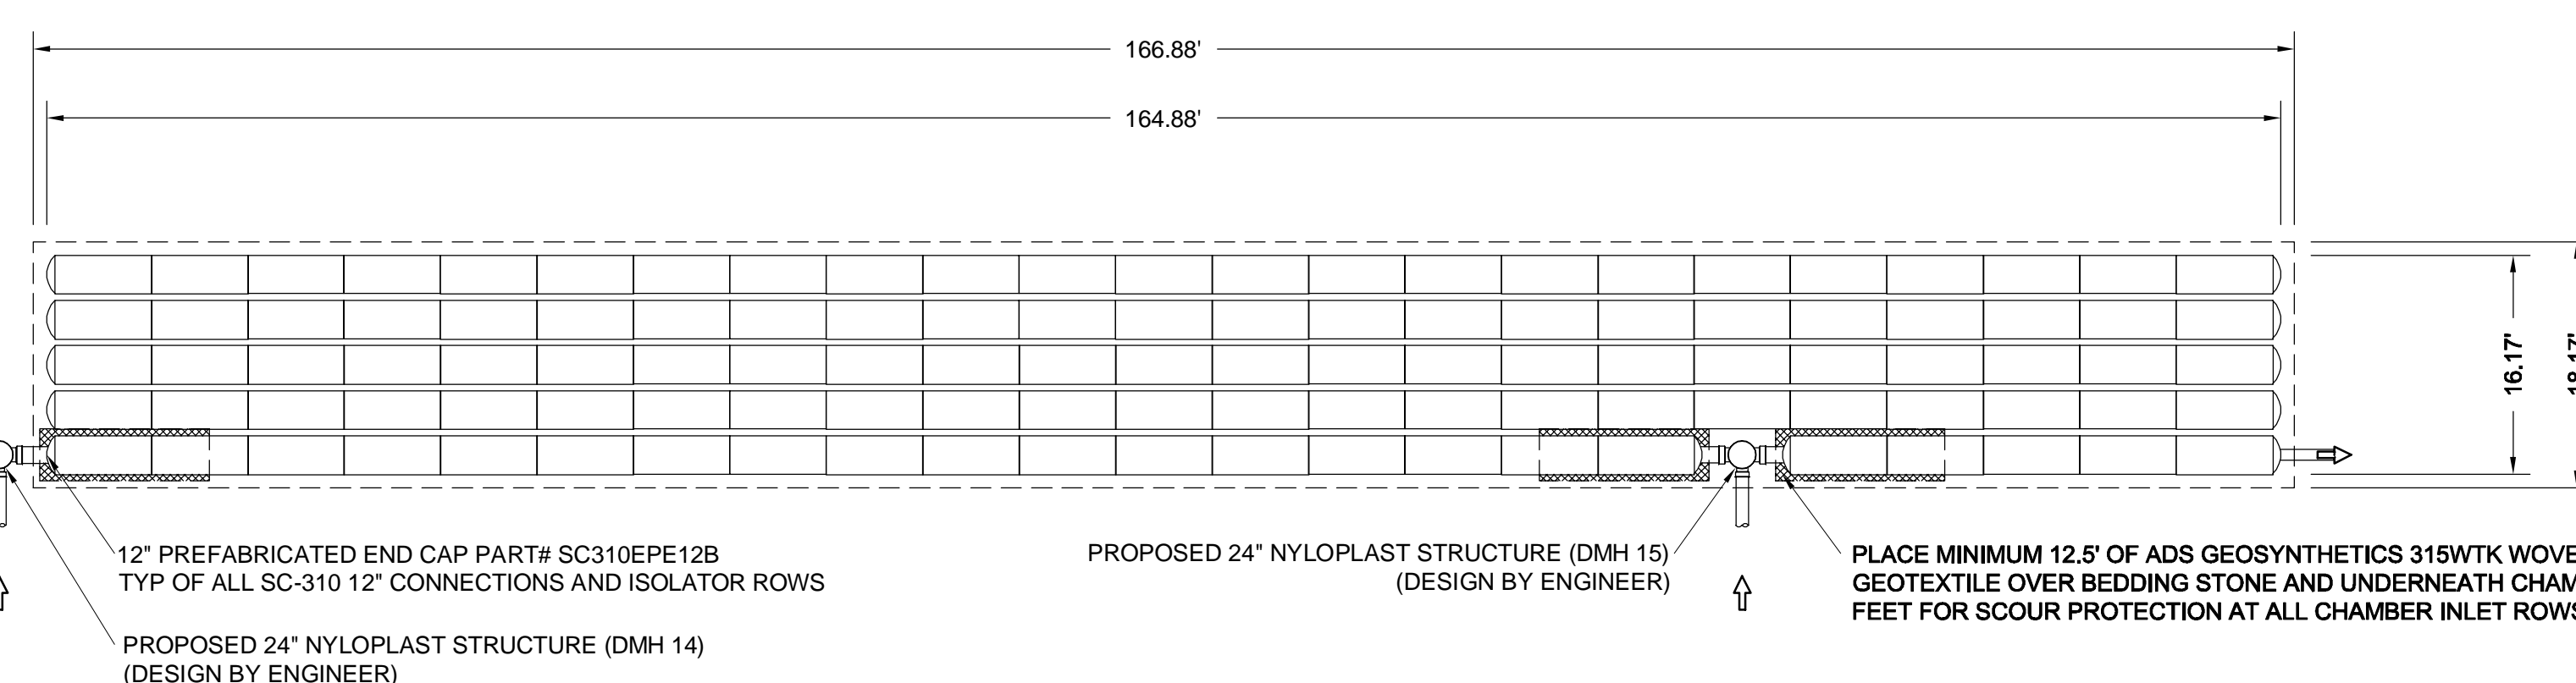 166.88'
164.88'
16.17'
18.17'
12" PREFABRICATED END CAP PART# SC310EPE12B
TYP OF ALL SC-310 12" CONNECTIONS AND ISOLATOR ROWS
PROPOSED 24" NYLOPLAST STRUCTURE (DMH 14)
(DESIGN BY ENGINEER)
PROPOSED 24" NYLOPLAST STRUCTURE (DMH 15)
(DESIGN BY ENGINEER)
PLACE MINIMUM 12.5' OF ADS GEOSYNTHETICS 315WTK WOVE
GEOTEXTILE OVER BEDDING STONE AND UNDERNEATH CHAM
FEET FOR SCOUR PROTECTION AT ALL CHAMBER INLET ROWS